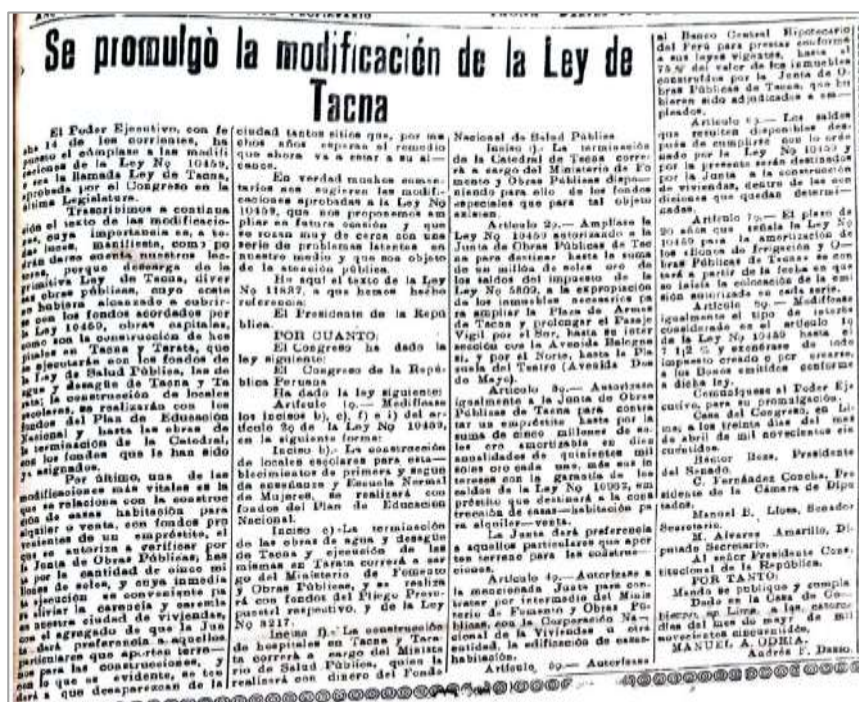 Se promulgò la modificación de la Ley de
Tacna
El Poder Ejecutivo, con fe
cha 14 de los corrientes, ha
puesto el cúmplase a las modifi
caciones de la Ley No 10459,
o sea la llamada Ley de Tacna,
aprobada por el Congreso en la
última Legislatura.
Trascribimos a continua
ción el texto de las modificacio-
nes, cuya importancia es, a to-
das luces, manifiesta, como po
drán darse cuenta nuestros lec-
tores, porque descarga de la
primitiva Ley de Tacna, diver
sas obras públicas, cuyo costo
no hubiera alcanzado a cubrir-
se con los fondos acordados por
la Ley 10459, obras capitales,
como son la construcción de hos
pitales en Tacna y Tarata, que
se ejecutarán con los fondos de
la Ley de Salud Pública, las de
agua y desagüe de Tacna y Ta
rata; la construcción de locales
escolares, se realizarán con los
fondos del Plan de Educación
Nacional y hasta las obras de
la terminación de la Catedral,
con los fondos que le han sido
ya asignados.
Por último, una de las
modificaciones más vitales es la
que se relaciona con la construc
ción de casas habitación para
alquiler o venta, con fondos pro
venientes de un empréstito, el
que se autoriza a verificar por
la Junta de Obras Públicas, has
ta por la cantidad de cinco mi
llones de soles, y cuya inmedia
ta ejecución es conveniente pa
ra aliviar la carencia y carestía
en nuestra ciudad de viviendas,
con el agregado de que la Jun
ta dará preferencia a aquellos
particulares que aporten terre—
nos para la construcciones, y
con lo que es evidente, se ten
derá a que desaparezcan de la
ciudad tantos sitios que, por mu
chos años esperan el remedio
que ahora va a estar a su al—
cance.
En verdad muchos comen—
tarios nos sugieren las modifi—
caciones aprobadas a la Ley No
10459, que nos proponemos am
pliar en futura ocasión y que
se rozan muy de cerca con una
serie de problemas latentes en
nuestro medio y que son objeto
de la atención pública.
He aquí el texto de la Ley
No 11357, a que hemos hecho
referencia:
El Presidente de la Repú
blica.
POR CUANTO:
El Congreso ha dado la
ley siguiente:
El Congreso de la Repú
blica Peruana
Ha dado la ley siguiente:
Artículo 1o.— Modifícase
los incisos b), e), f) e i) del ar
tículo 2o de la Ley No 10459,
en la siguiente forma:
Inciso b).- La construcción
de locales escolares para esta—
blecimientos de primera y segun
da enseñanza y Escuela Normal
de Mujeres, se realizará con
fondos del Plan de Educación
Nacional.
Inciso e)-La terminación
de las obras de agua y desagüe
de Tacna y ejecución de las
mismas en Tarata correrá a car
go del Ministerio de Fomento
y Obras Públicas, y se realiza
rá con fondos del Pliego Presu-
puestal respectivo, y de la Ley
No 8217.
Inciso f).- La construcción
de hospitales en Tacna y Tara-
ta correrá a cargo del Ministe
rio de Salud Pública, quien la
realizará con dinero del Fondo
Nacional de Salud Pública
Inciso i).- La terminación
de la Catedral de Tacna corre-
rá a cargo del Ministerio de Fo
mento y Obras Públicas dispo-
niendo para ello de los fondos
especiales que para tal objeto
existen.
Artículo 2o.— Amplíase la
Ley No 10459 autorizando a la
Junta de Obras Públicas de Tac
na para destinar hasta la suma
de un millón de soles oro de
los saldos del impuesto de la
Ley No 5862, a la expropiación
de los inmuebles necesarios pa
ra ampliar la Plaza de Armas
de Tacna y prolongar el Pasaje
Vigil por el Sur, hasta su inter
sección con la Avenida Bologne
si, y por el Norte, hasta la Pla
zuela del Teatro (Avenida Dos
de Mayo).
Artículo 3o.— Autorízase
igualmente a la Junta de Obras
Públicas de Tacna para contra
tar un empréstito hasta por la
suma de cinco millones de so-
les oro amortizable en diez
anualidades de quinientos mil
soles oro cada una, más sus in
tereses con la garantía de los
saldos de la Ley No em-
préstito que destinará a la cons
trucción de casas—habitación pa
ra alquiler—venta.
La Junta dará preferencia
a aquellos particulares que apor
ten terreno para las construc—
ciones.
Artículo 4o.— Autorízase a
la mencionada Junta para con-
tratar por intermedio del Minis
terio de Fomento y Obras Pú-
blicas, con la Corporación Na—
cional de la Vivienda u otra
entidad, la edificación de casas-
habitación.
Artículo 5o.— Autorízase
al Banco Central Hipotecario
del Perú para prestar conforme
a sus leyes vigentes, hasta el
75% del valor de los inmuebles
construídos por la Junta de O-
bras Públicas de Tacna, que hu
bieran sido adjudicados a em—
pleados.
Artículo 6o.— Los saldos
que resulten disponibles des—
pués de cumplirse con lo orde
nado por la Ley No 10459 y
por la presente serán destinados
por la Junta a la construcción
de viviendas, dentro de las con
diciones que quedan determi—
nadas.
Artículo 7o.— El plazo de
20 años que señala la Ley No
10459 para la amortización de
los «Bonos de Irrigación y O—
bras Públicas de Tacna» se con
tará a partir de la fecha en que
se inicie la colocación de la emi
sión autorizada en cada serie.
Artículo 8o.— Modifícase
igualmente el tipo de interés
considerado en el artículo
de la Ley No 10459 hasta el
7 1|2 % y exonérase de todo
impuesto creado o por crearse,
a los Bonos emitidos conforme
a dicha ley.
Comuníquese al Poder Eje
cutivo, para su promulgación.
Casa del Congreso, en Li—
ma, a los treinta días del mes
de abril de mil novecientos cin
cuentidos.
Héctor Boza, Presidente
del Senado.
C. Fernández Concha, Pre
sidente de la Cámara de Dipu
tados.
Manuel B. Llosa, Senador
Secretario.
M. Alvarez Amarillo, Di-
putado Secretario.
Al señor Presidente Cons
titucional de la República.
POR TANTO:
Mando se publique y cumpla
Dado en la Casa de Go-
bierno, en Lima, a los catorce
días del mes de mayo de mil
novecientos cincuentidos.
MANUEL A. ODRIA.
Andrés F. Dasso.